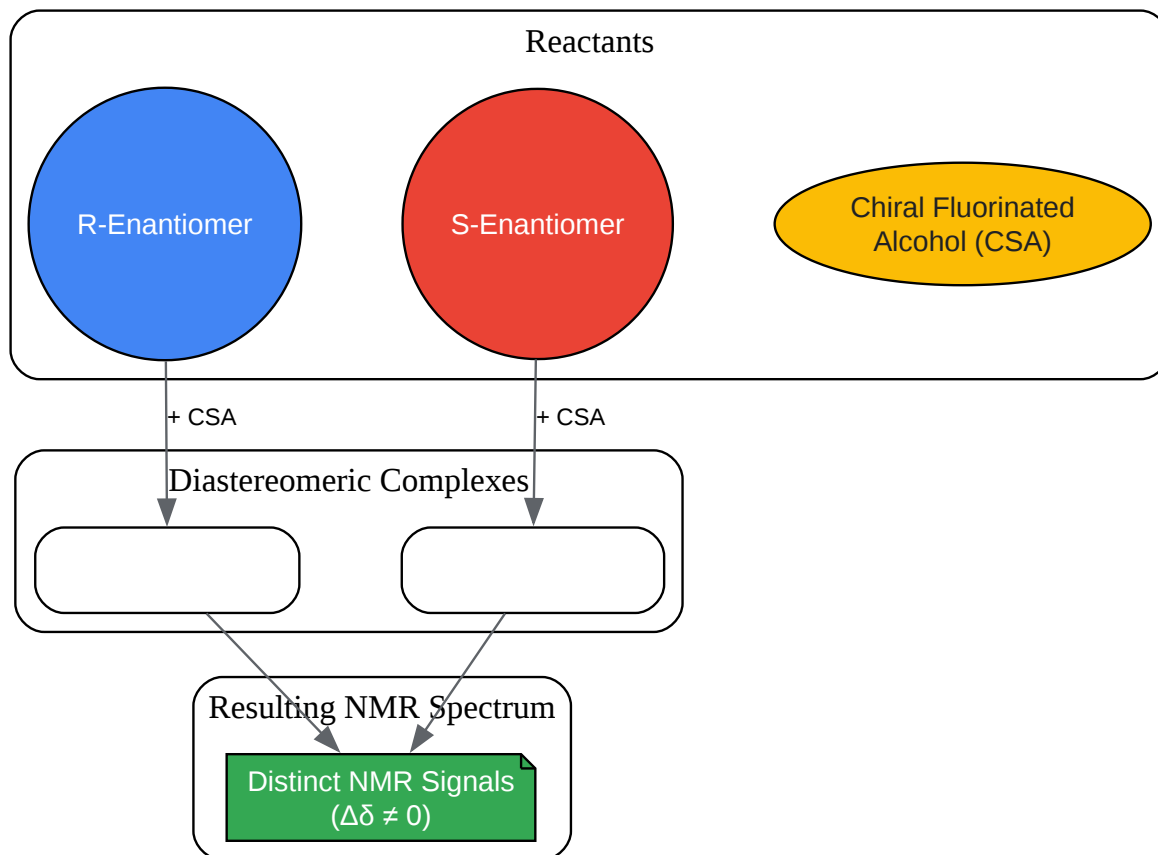 Reactants
R-Enantiomer
S-Enantiomer
Chiral Fluorinated
Alcohol (CSA)
+ CSA
+ CSA
Diastereomeric Complexes
Resulting NMR Spectrum
Distinct NMR Signals
(Δδ ≠ 0)